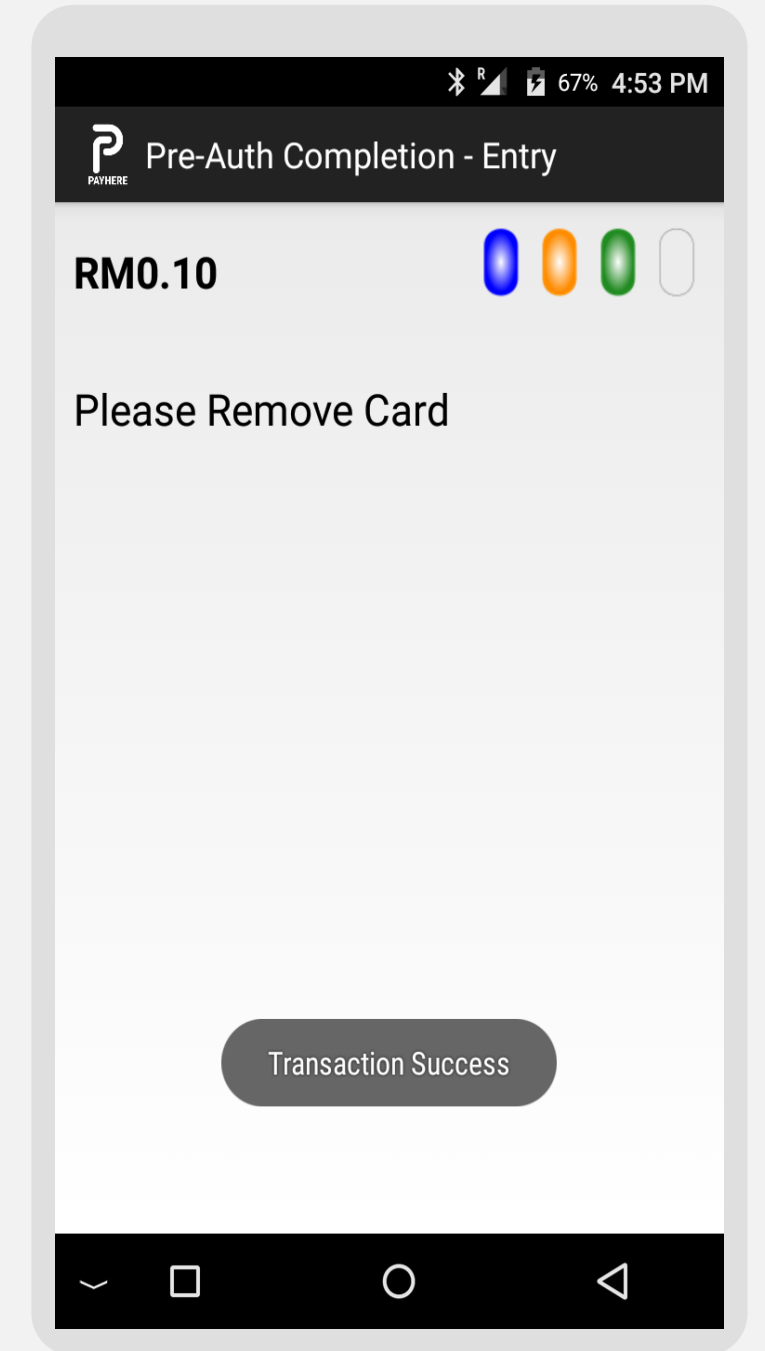 R 67% 4:53 PM
PAYHERE
Pre-Auth Completion - Entry
RM0.10
Please Remove Card
Transaction Success